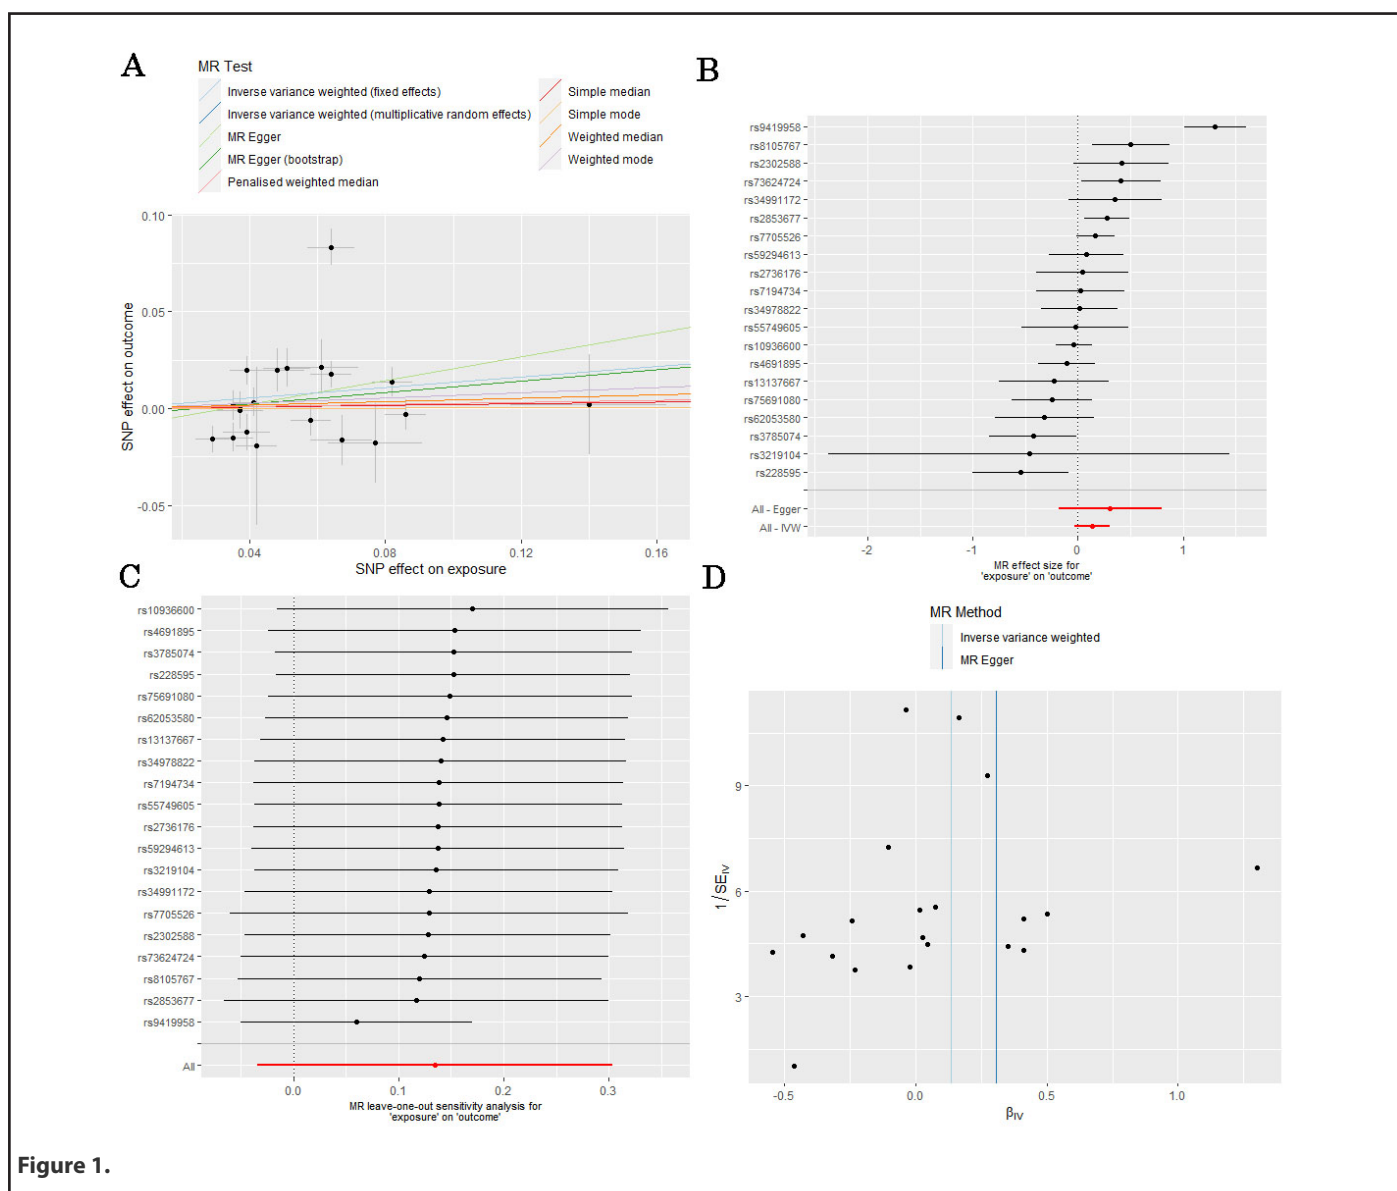 A
MR Test
Inverse variance weighted (fixed effects)
Inverse variance weighted (multiplicative random effects)
MR Egger
MR Egger (bootstrap)
Penalised weighted median
Simple median
Simple mode
Weighted median
Weighted mode
0.10
0.05
0.00
-0.05
SNP effect on outcome
0.04 0.08 0.12 0.16
SNP effect on exposure
B
rs9419958
rs8105767
rs2302588
rs73624724
rs34991172
rs2853677
rs7705526
rs59294613
rs2736176
rs7194734
rs34978822
rs55749605
rs10936600
rs4691895
rs13137667
rs75691080
rs62053580
rs3785074
rs3219104
rs228595
All - Egger
All - IVW
-2 -1 0 1
MR effect size for
'exposure' on 'outcome'
C
rs10936600
rs4691895
rs3785074
rs228595
rs75691080
rs62053580
rs13137667
rs34978822
rs7194734
rs55749605
rs2736176
rs59294613
rs3219104
rs34991172
rs7705526
rs2302588
rs73624724
rs8105767
rs2853677
rs9419958
All
0.0 0.1 0.2 0.3
MR leave-one-out sensitivity analysis for
'exposure' on 'outcome'
D
MR Method
Inverse variance weighted
MR Egger
9
6
3
1/SE_IV
-0.5 0.0 0.5 1.0
β_IV
Figure 1.